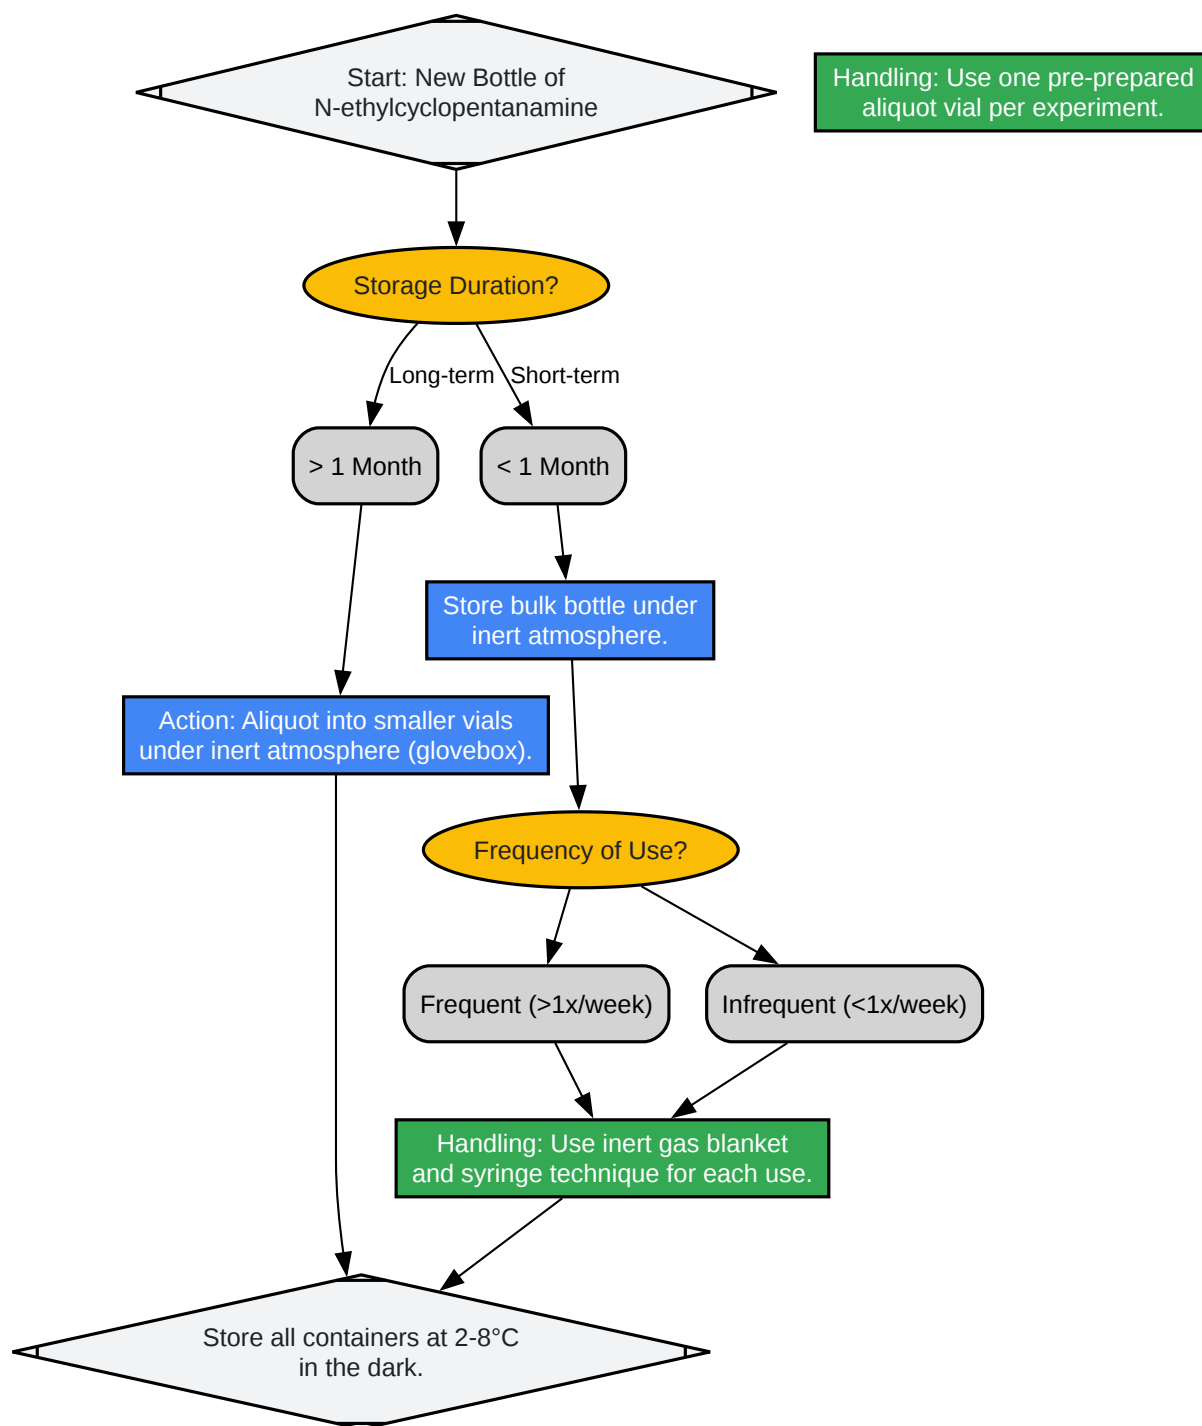 Start: New Bottle of
N-ethylcyclopentanamine
Handling: Use one pre-prepared
aliquot vial per experiment.
Storage Duration?
Long-term
Short-term
> 1 Month
< 1 Month
Store bulk bottle under
inert atmosphere.
Action: Aliquot into smaller vials
under inert atmosphere (glovebox).
Frequency of Use?
Frequent (>1x/week)
Infrequent (<1x/week)
Handling: Use inert gas blanket
and syringe technique for each use.
Store all containers at 2-8°C
in the dark.